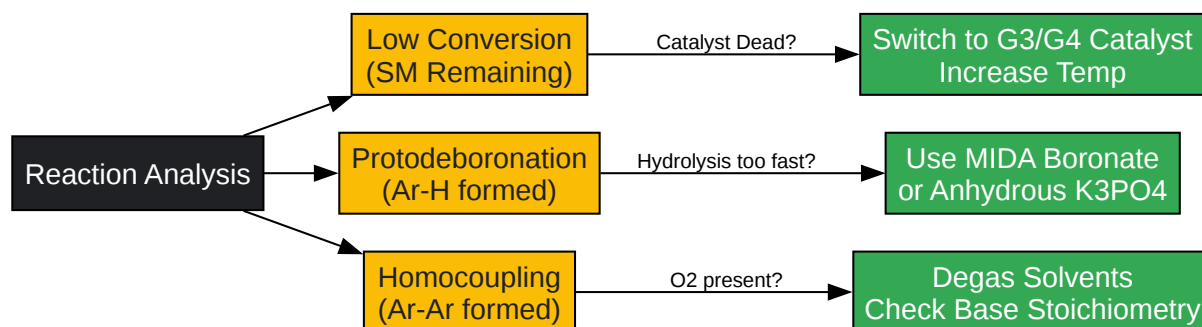 Reaction Analysis
Low Conversion
(SM Remaining)
Catalyst Dead?
Switch to G3/G4 Catalyst
Increase Temp
Protodeboronation
(Ar-H formed)
Hydrolysis too fast?
Use MIDA Boronate
or Anhydrous K3PO4
Homocoupling
(Ar-Ar formed)
O2 present?
Degas Solvents
Check Base Stoichiometry